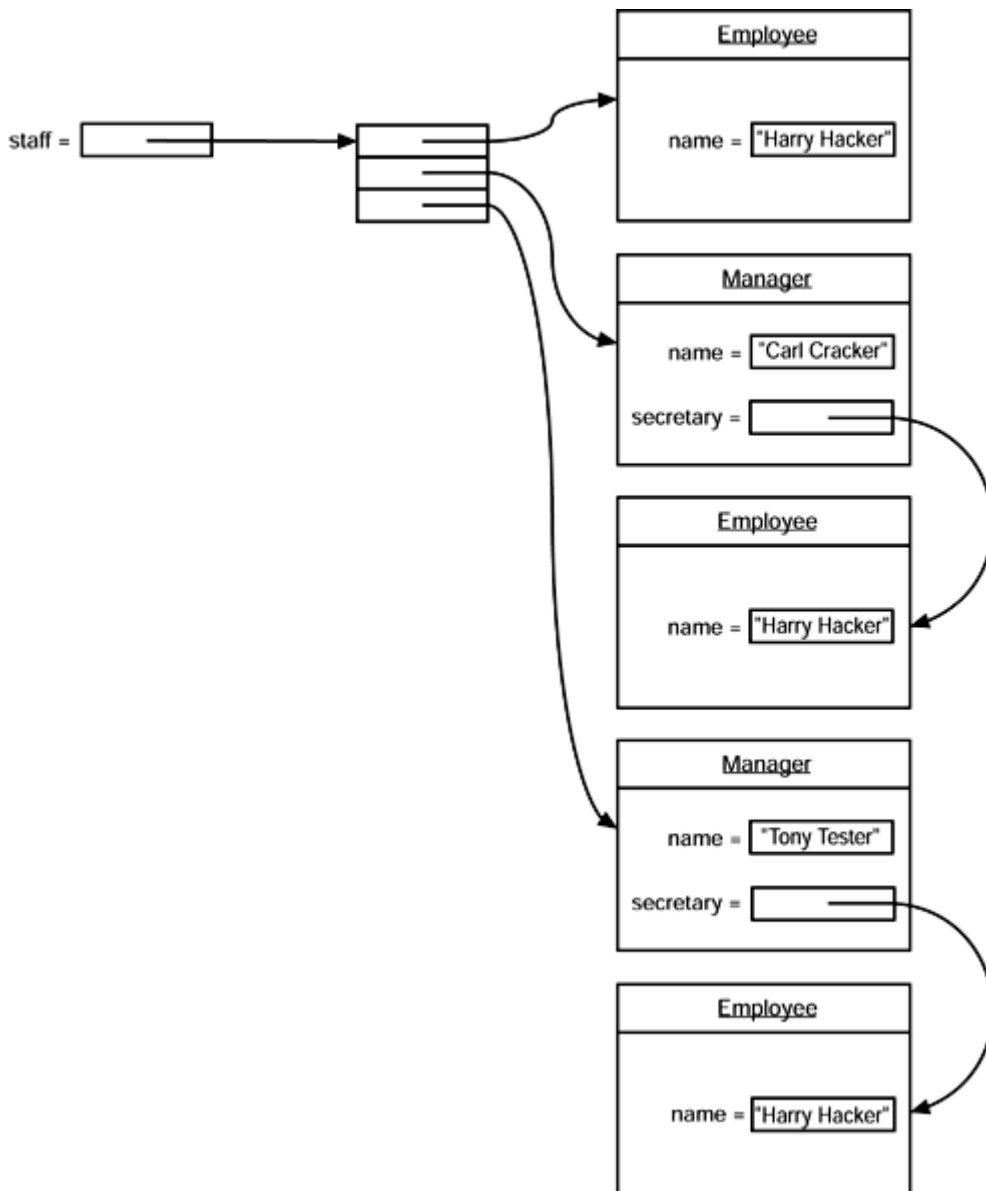 Employee
staff =
name = "Harry Hacker"
Manager
name = "Carl Cracker"
secretary =
Employee
name = "Harry Hacker"
Manager
name = "Tony Tester"
secretary =
Employee
name = "Harry Hacker"